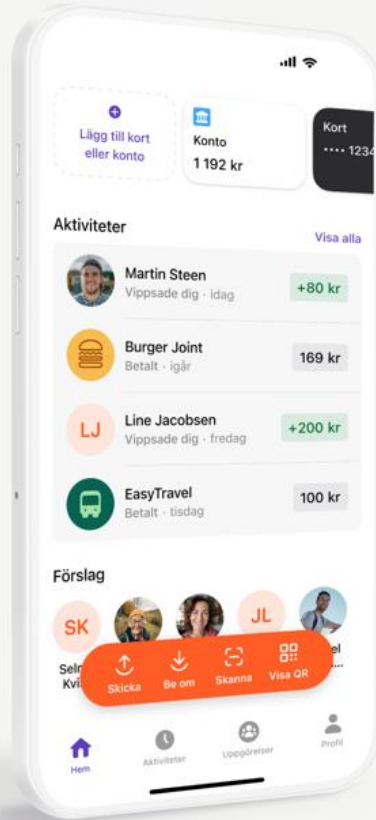 Lägg till kort
eller konto
Konto
1 192 kr
Kort
•••• 1234
Aktiviteter
Visa alla
Martin Steen
Vippsade dig · idag
+80 kr
Burger Joint
Betalt · igår
169 kr
LJ
Line Jacobsen
Vippsade dig · fredag
+200 kr
EasyTravel
Betalt · tisdag
100 kr
Förslag
SK
JL
Skicka
Be om
Skanna
Visa QR
Hem
Aktiviteter
Uppgörelser
Profil